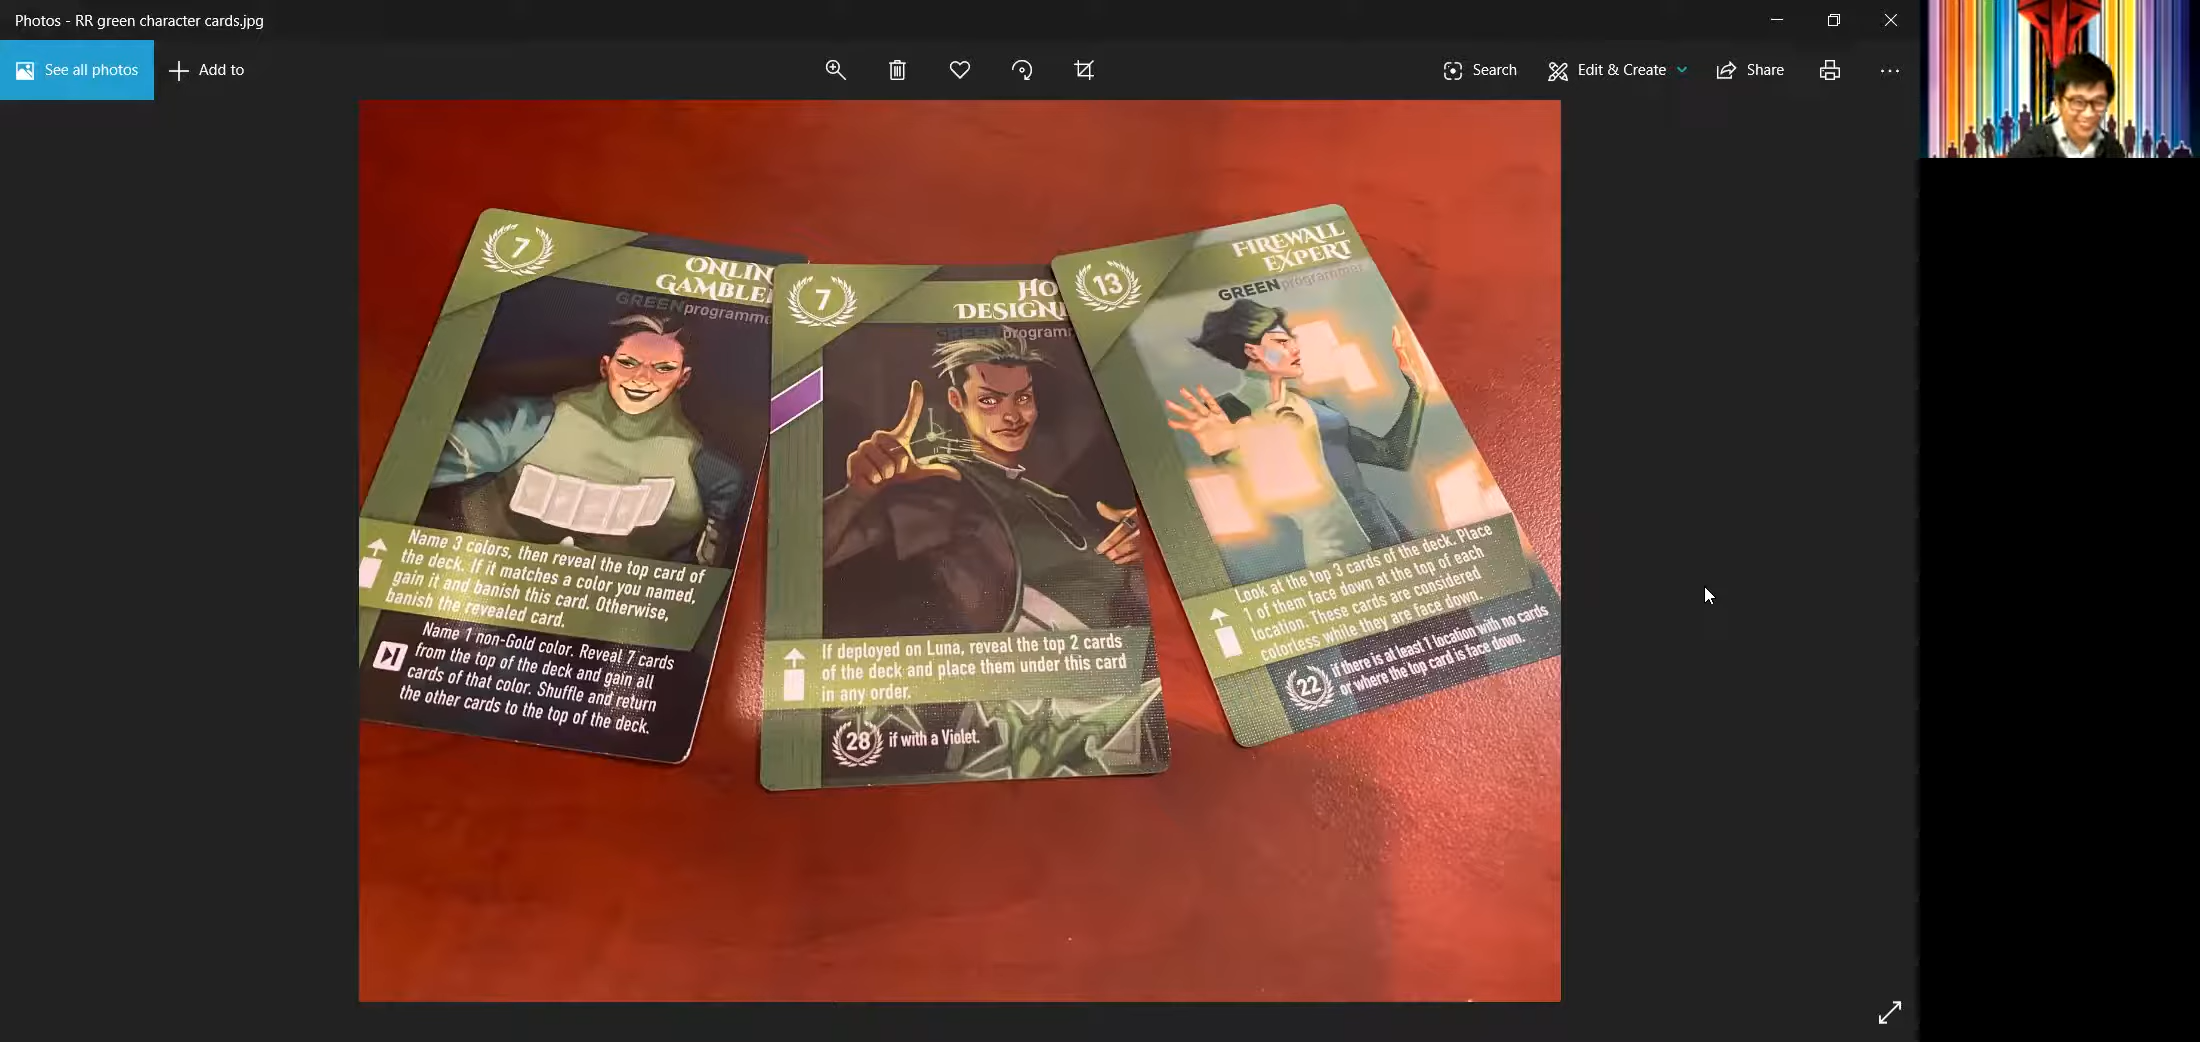 Photos - RR green character cards.jpg
See all photos
Add to
Search
Edit & Create
Share
7
ONLIN
GAMBLE
GREENprogramme
Name 3 colors, then reveal the top card of
the deck. If it matches a color you named,
gain it and banish this card. Otherwise,
banish the revealed card.
Name 1 non-Gold color. Reveal 7 cards
from the top of the deck and gain all
cards of that color. Shuffle and return
the other cards to the top of the deck.
7
HO
DESIGN
GREENprogram
If deployed on Luna, reveal the top 2 cards
of the deck and place them under this card
in any order.
28 if with a Violet.
13
FIREWALL
EXPERT
GREENprogrammer
Look at the top 3 cards of the deck. Place
1 of them face down at the top of each
location. These cards are considered
colorless while they are face down.
22 if there is at least 1 location with no cards
or where the top card is face down.